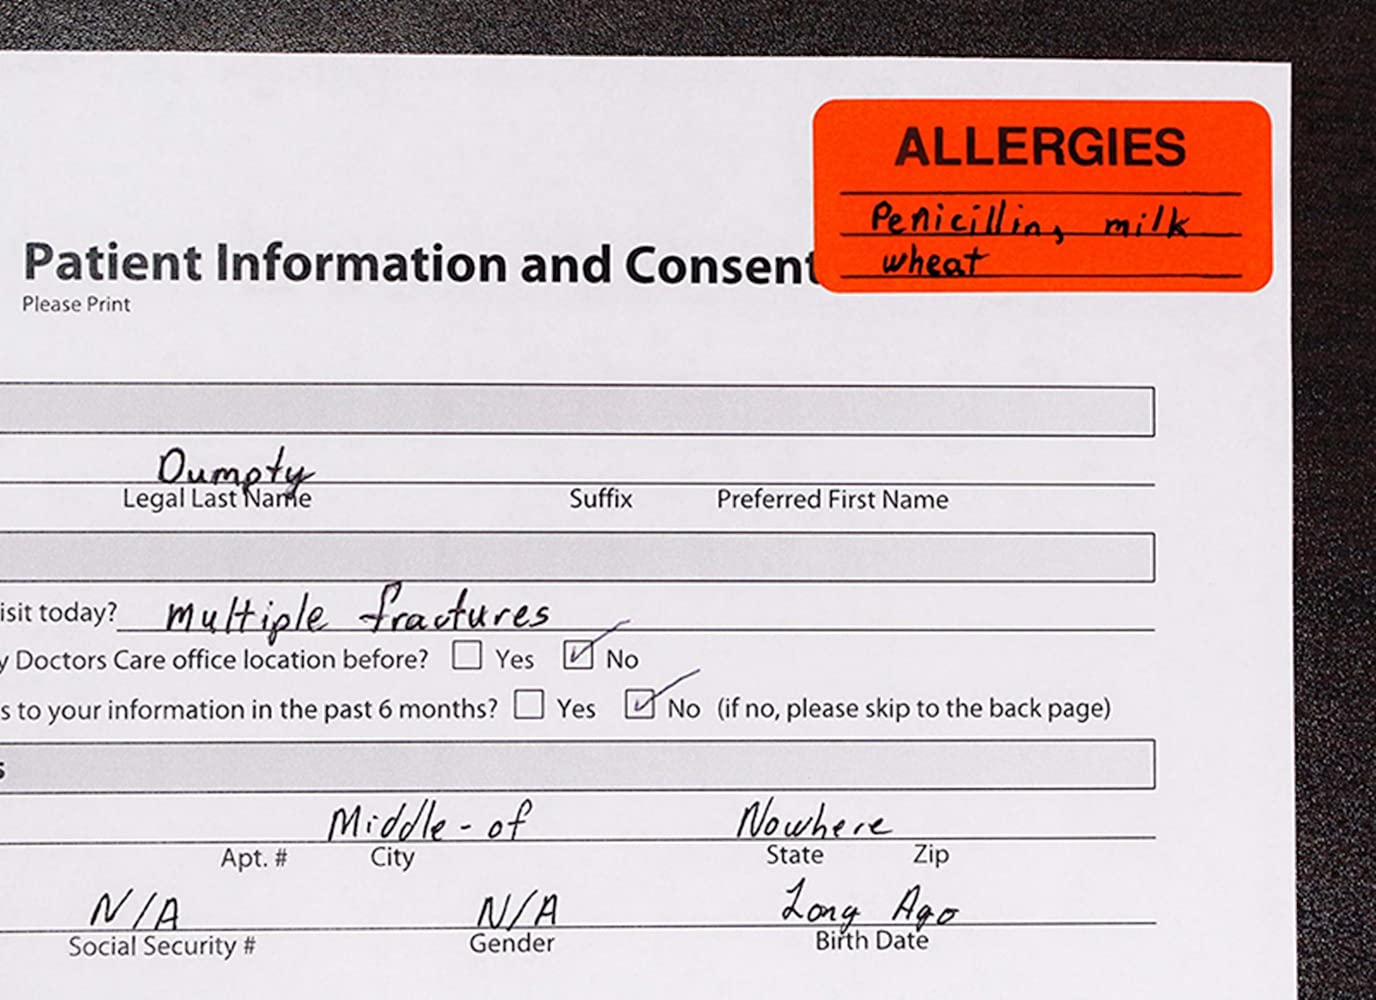 ALLERGIES
Penicillin, milk
wheat
Patient Information and Consent
Please Print
Dumpty
Legal Last Name Suffix Preferred First Name
isit today? multiple fractures
y Doctors Care office location before? Yes No
s to your information in the past 6 months? Yes No (if no, please skip to the back page)
s
Middle-of Nowhere
Apt. # City State Zip
N/A N/A Long Ago
Social Security # Gender Birth Date